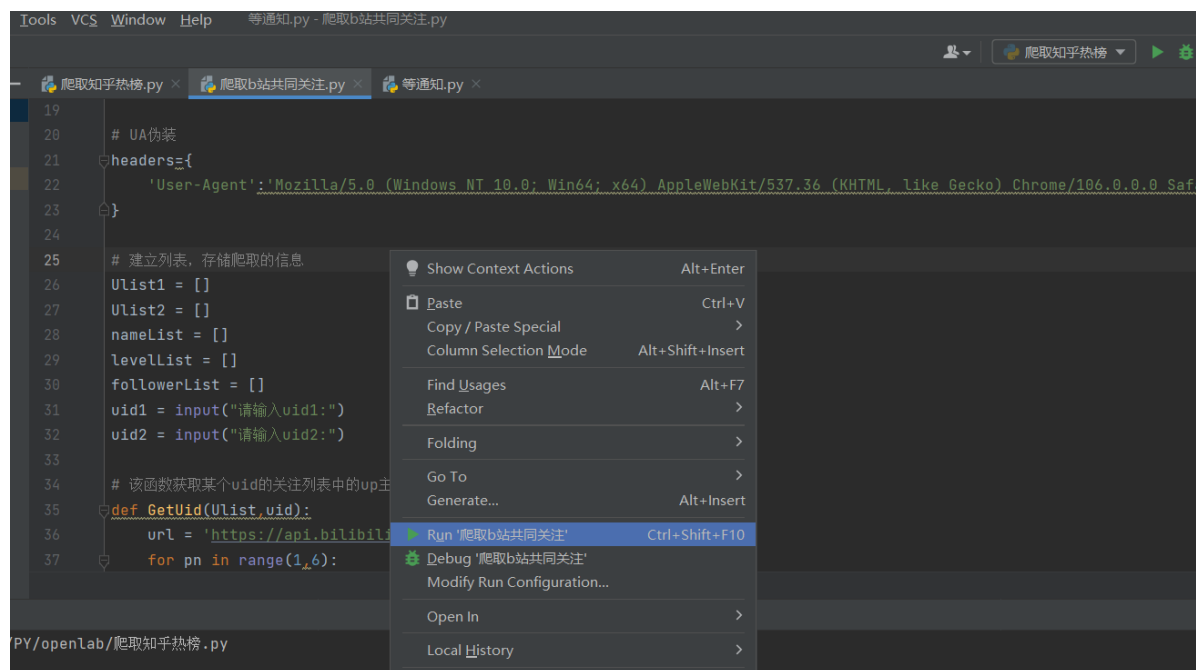 Tools VCS Window Help 等通知.py - 爬取b站共同关注.py
爬取知乎热榜
爬取知乎热榜.py 爬取b站共同关注.py 等通知.py
19
20 # UA伪装
21 headers={
22 'User-Agent':'Mozilla/5.0 (Windows NT 10.0; Win64; x64) AppleWebKit/537.36 (KHTML, like Gecko) Chrome/106.0.0.0 Saf
23 }
24
25 # 建立列表，存储爬取的信息
26 Ulist1 = []
27 Ulist2 = []
28 nameList = []
29 levelList = []
30 followerList = []
31 uid1 = input("请输入uid1:")
32 uid2 = input("请输入uid2:")
33
34 # 该函数获取某个uid的关注列表中的up主
35 def GetUid(Ulist,uid):
36 url = 'https://api.bilibili
37 for pn in range(1,6):
Show Context Actions Alt+Enter
Paste Ctrl+V
Copy / Paste Special
Column Selection Mode Alt+Shift+Insert
Find Usages Alt+F7
Refactor
Folding
Go To
Generate... Alt+Insert
Run '爬取b站共同关注' Ctrl+Shift+F10
Debug '爬取b站共同关注'
Modify Run Configuration...
Open In
Local History
/PY/openlab/爬取知乎热榜.py